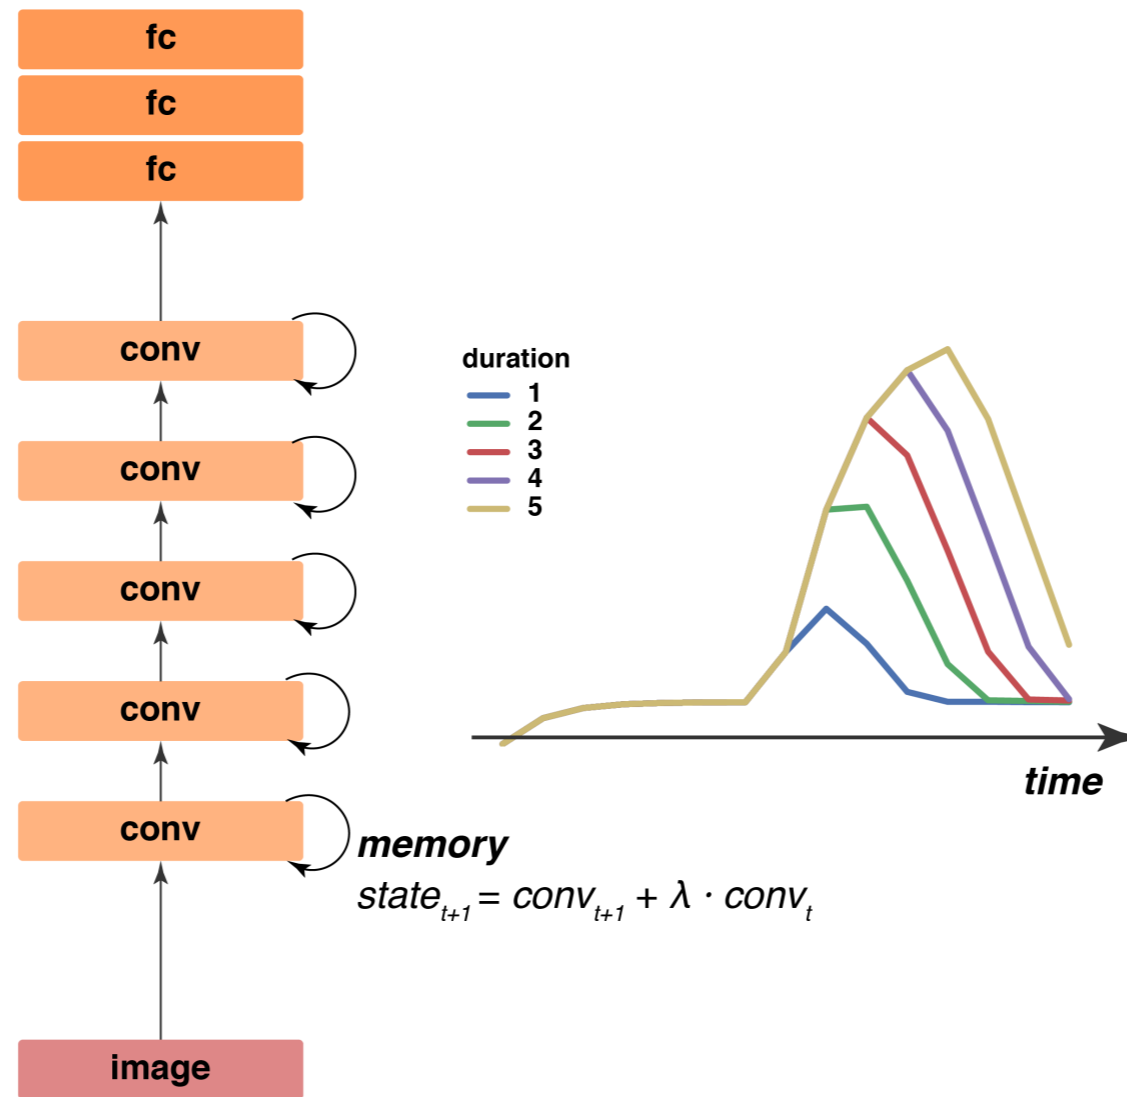 fc
fc
fc
conv
conv
conv
conv
conv
memory
state_{t+1} = conv_{t+1} + λ · conv_t
image
duration
1
2
3
4
5
time